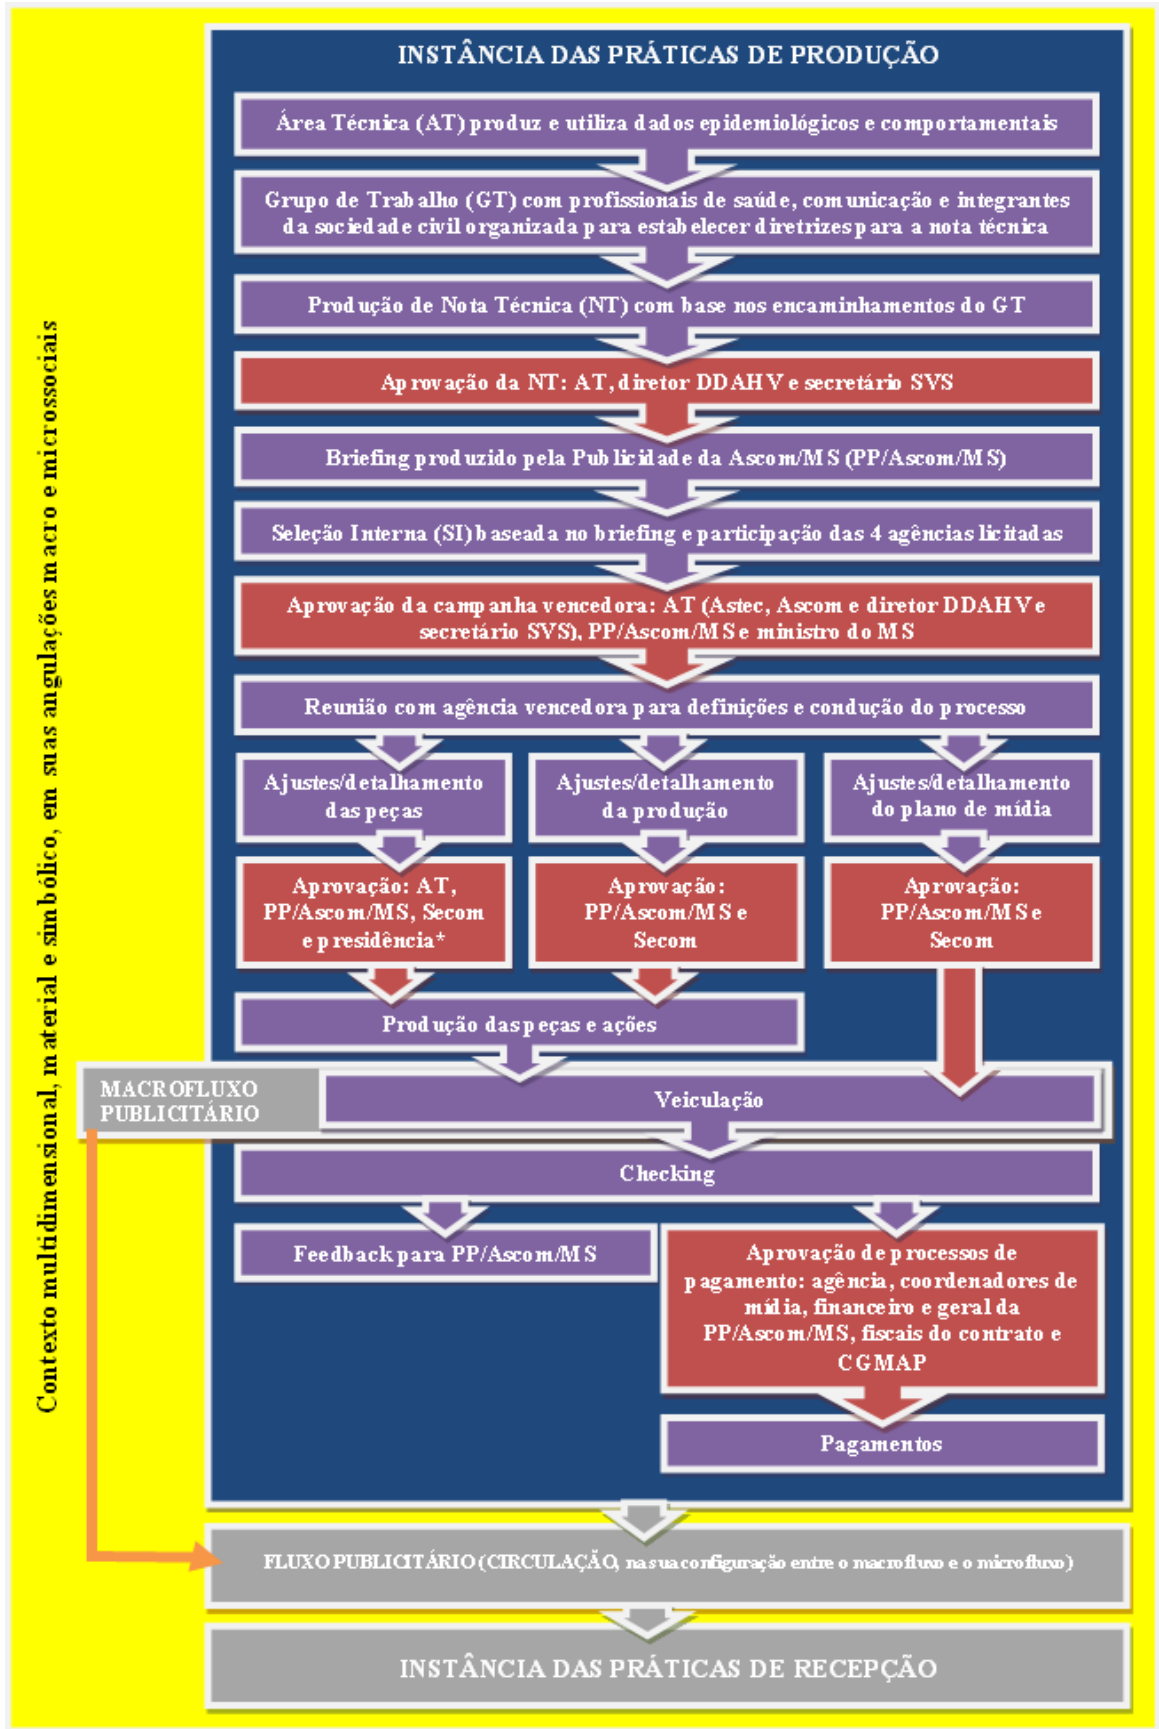 INSTÂNCIA DAS PRÁTICAS DE PRODUÇÃO
Área Técnica (AT) produz e utiliza dados epidemiológicos e comportamentais
Grupo de Trabalho (GT) com profissionais de saúde, comunicação e integrantes
da sociedade civil organizada para estabelecer diretrizes para a nota técnica
Produção de Nota Técnica (NT) com base nos encaminhamentos do GT
Aprovação da NT: AT, diretor DDAHV e secretário SVS
Briefing produzido pela Publicidade da Ascom/MS (PP/Ascom/MS)
Seleção Interna (SI) baseada no briefing e participação das 4 agências licitadas
Aprovação da campanha vencedora: AT (Astec, Ascom e diretor DDAHV e
secretário SVS), PP/Ascom/MS e ministro do MS
Reunião com agência vencedora para definições e condução do processo
Ajustes/detalhamento
das peças
Ajustes/detalhamento
da produção
Ajustes/detalhamento
do plano de mídia
Aprovação: AT,
PP/Ascom/MS, Secom
e presidência*
Aprovação:
PP/Ascom/MS e
Secom
Aprovação:
PP/Ascom/MS e
Secom
Produção das peças e ações
MACROFLUXO
PUBLICITÁRIO
Veiculação
Checking
Feedback para PP/Ascom/MS
Aprovação de processos de
pagamento: agência, coordenadores de
mídia, financeiro e geral da
PP/Ascom/MS, fiscais do contrato e
CGMAP
Pagamentos
FLUXO PUBLICITÁRIO (CIRCULAÇÃO, na sua configuração entre o macrofluxo e o microfluxo)
INSTÂNCIA DAS PRÁTICAS DE RECEPÇÃO
Contexto multidimensional, material e simbólico, em suas angulações macro e microssociais